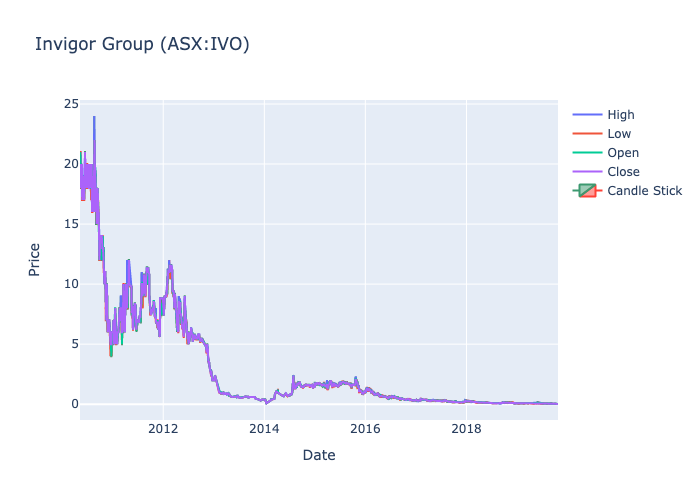 Invigor Group (ASX:IVO)
25
20
15
10
5
0
Price
2012
2014
2016
2018
Date
High
Low
Open
Close
Candle Stick